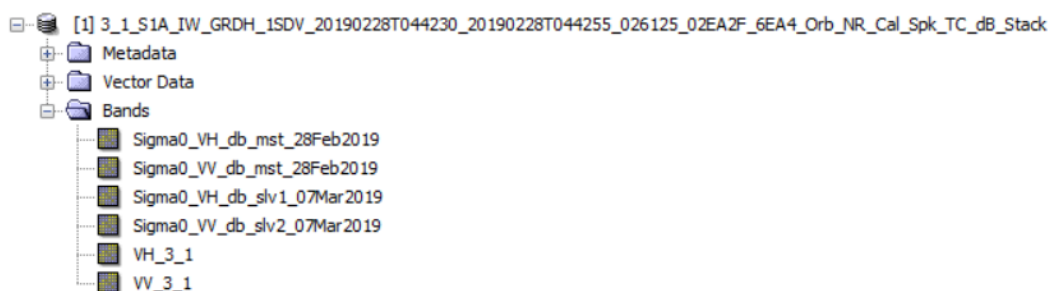 [1] 3_1_S1A_IW_GRDH_1SDV_20190228T044230_20190228T044255_026125_02EA2F_6EA4_Orb_NR_Cal_Spk_TC_dB_Stack
Metadata
Vector Data
Bands
Sigma0_VH_db_mst_28Feb2019
Sigma0_VV_db_mst_28Feb2019
Sigma0_VH_db_slv1_07Mar2019
Sigma0_VV_db_slv2_07Mar2019
VH_3_1
VV_3_1